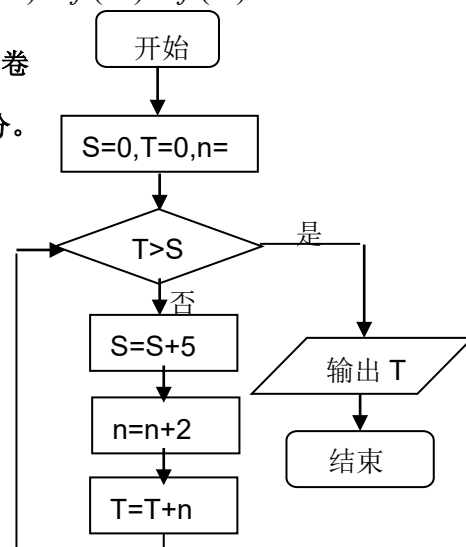 开始
卷
分。
S=0,T=0,n=
T>S
是
否
S=S+5
输出 T
n=n+2
结束
T=T+n